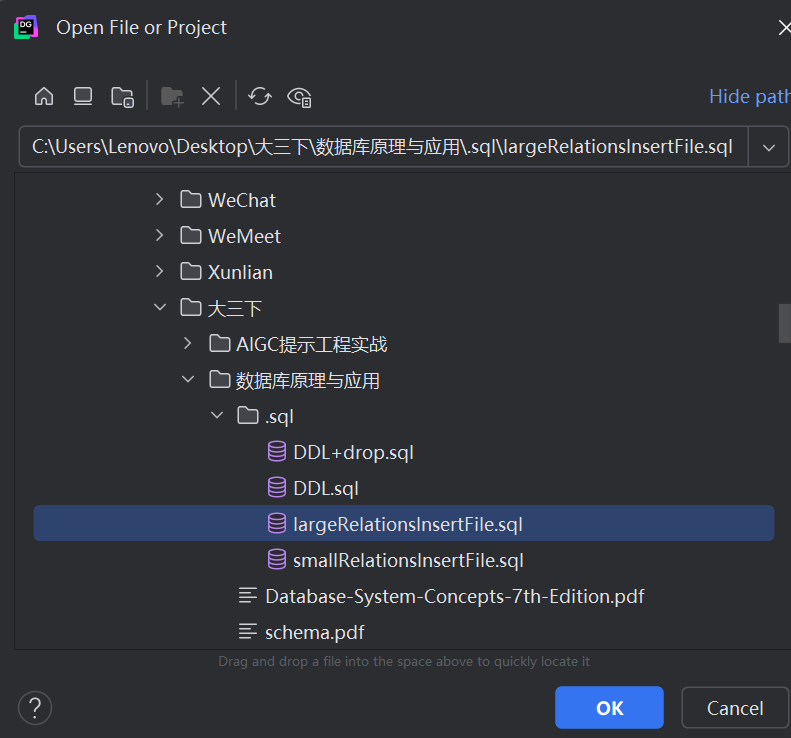 DG
Open File or Project
Hide path
C:\Users\Lenovo\Desktop\大三下\数据库原理与应用\.sql\largeRelationsInsertFile.sql
WeChat
WeMeet
Xunlian
大三下
AIGC提示工程实战
数据库原理与应用
.sql
DDL+drop.sql
DDL.sql
largeRelationsInsertFile.sql
smallRelationsInsertFile.sql
Database-System-Concepts-7th-Edition.pdf
schema.pdf
Drag and drop a file into the space above to quickly locate it
?
OK
Cancel